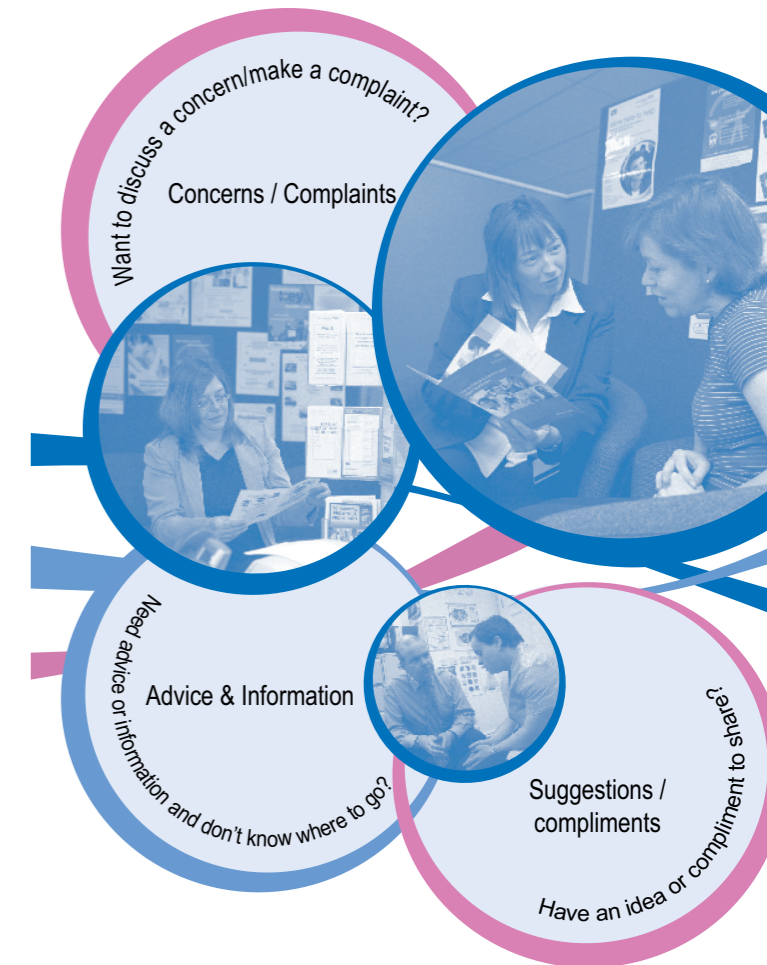 Want to discuss a concern/make a complaint?
Concerns / Complaints
Need advice or information and don't know where to go?
Advice & Information
Suggestions /
compliments
Have an idea or compliment to share?